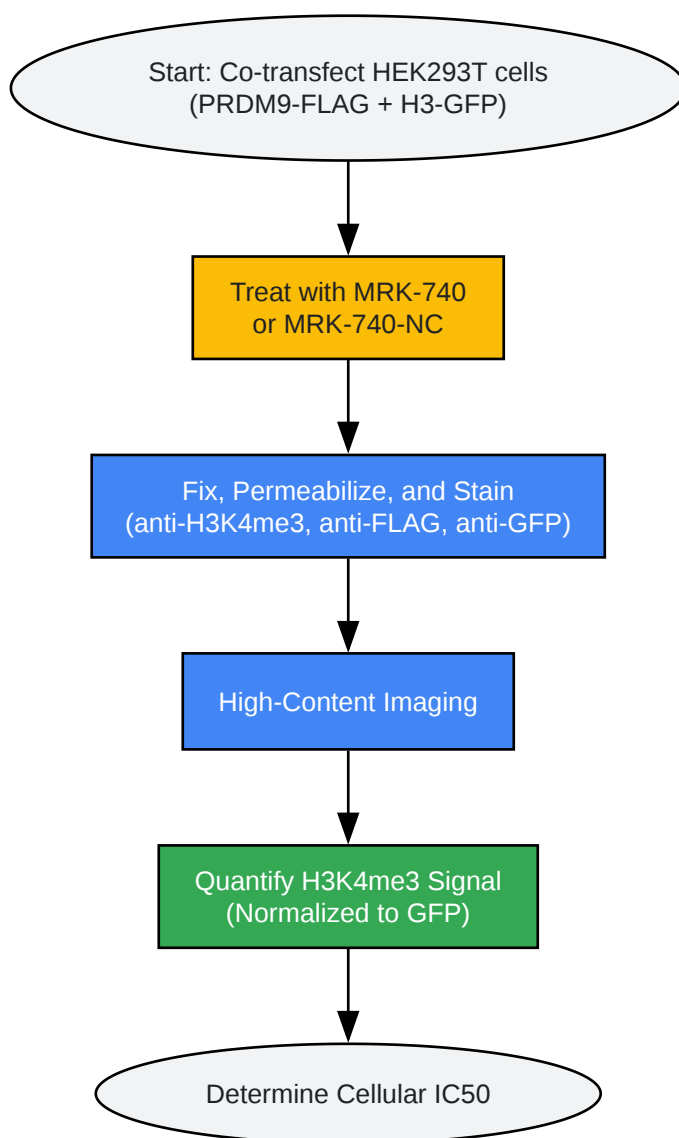 Start: Co-transfect HEK293T cells
(PRDM9-FLAG + H3-GFP)
Treat with MRK-740
or MRK-740-NC
Fix, Permeabilize, and Stain
(anti-H3K4me3, anti-FLAG, anti-GFP)
High-Content Imaging
Quantify H3K4me3 Signal
(Normalized to GFP)
Determine Cellular IC50